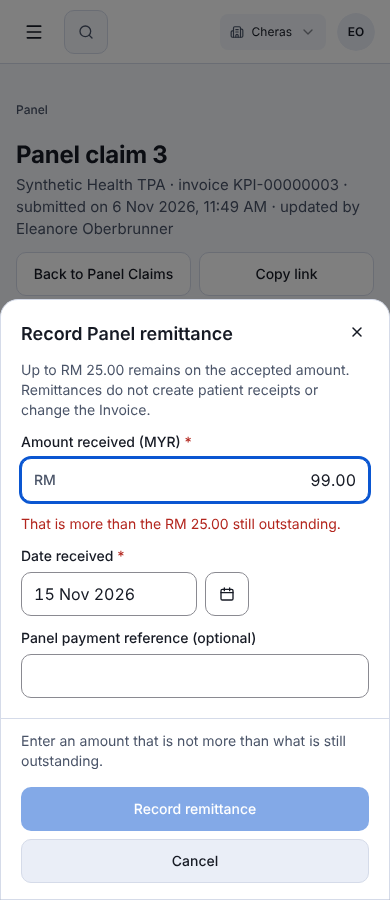 Cheras
EO
Panel
Panel claim 3
Synthetic Health TPA · invoice KPI-00000003 ·
submitted on 6 Nov 2026, 11:49 AM · updated by
Eleanore Oberbrunner
Back to Panel Claims
Copy link
Record Panel remittance
Up to RM 25.00 remains on the accepted amount.
Remittances do not create patient receipts or
change the Invoice.
Amount received (MYR) *
RM 99.00
That is more than the RM 25.00 still outstanding.
Date received *
15 Nov 2026
Panel payment reference (optional)
Enter an amount that is not more than what is still
outstanding.
Record remittance
Cancel